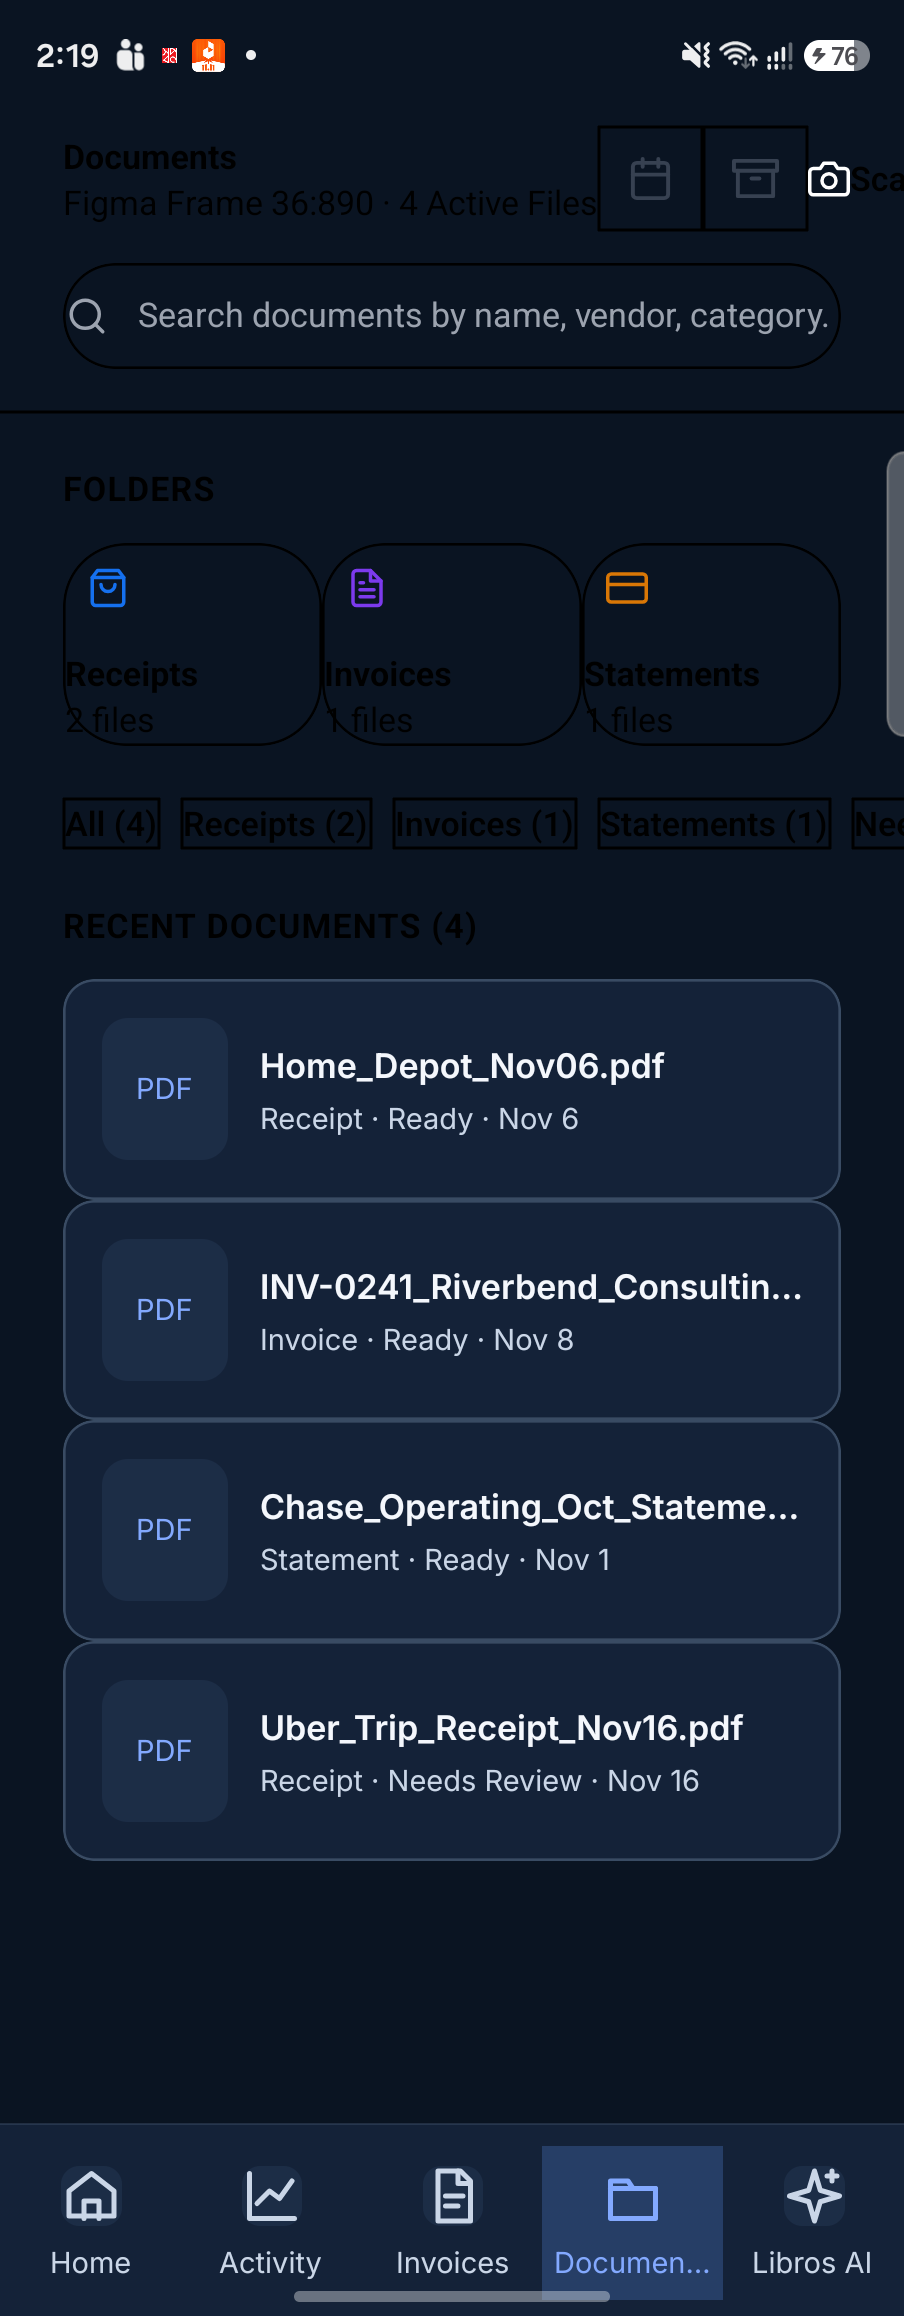 2:19
76
Documents
Figma Frame 36:890 · 4 Active Files
Sca
Search documents by name, vendor, category.
FOLDERS
Receipts
2 files
Invoices
1 files
Statements
1 files
All (4)
Receipts (2)
Invoices (1)
Statements (1)
Nee
RECENT DOCUMENTS (4)
PDF
Home_Depot_Nov06.pdf
Receipt · Ready · Nov 6
PDF
INV-0241_Riverbend_Consultin...
Invoice · Ready · Nov 8
PDF
Chase_Operating_Oct_Stateme...
Statement · Ready · Nov 1
PDF
Uber_Trip_Receipt_Nov16.pdf
Receipt · Needs Review · Nov 16
Home
Activity
Invoices
Documen...
Libros AI